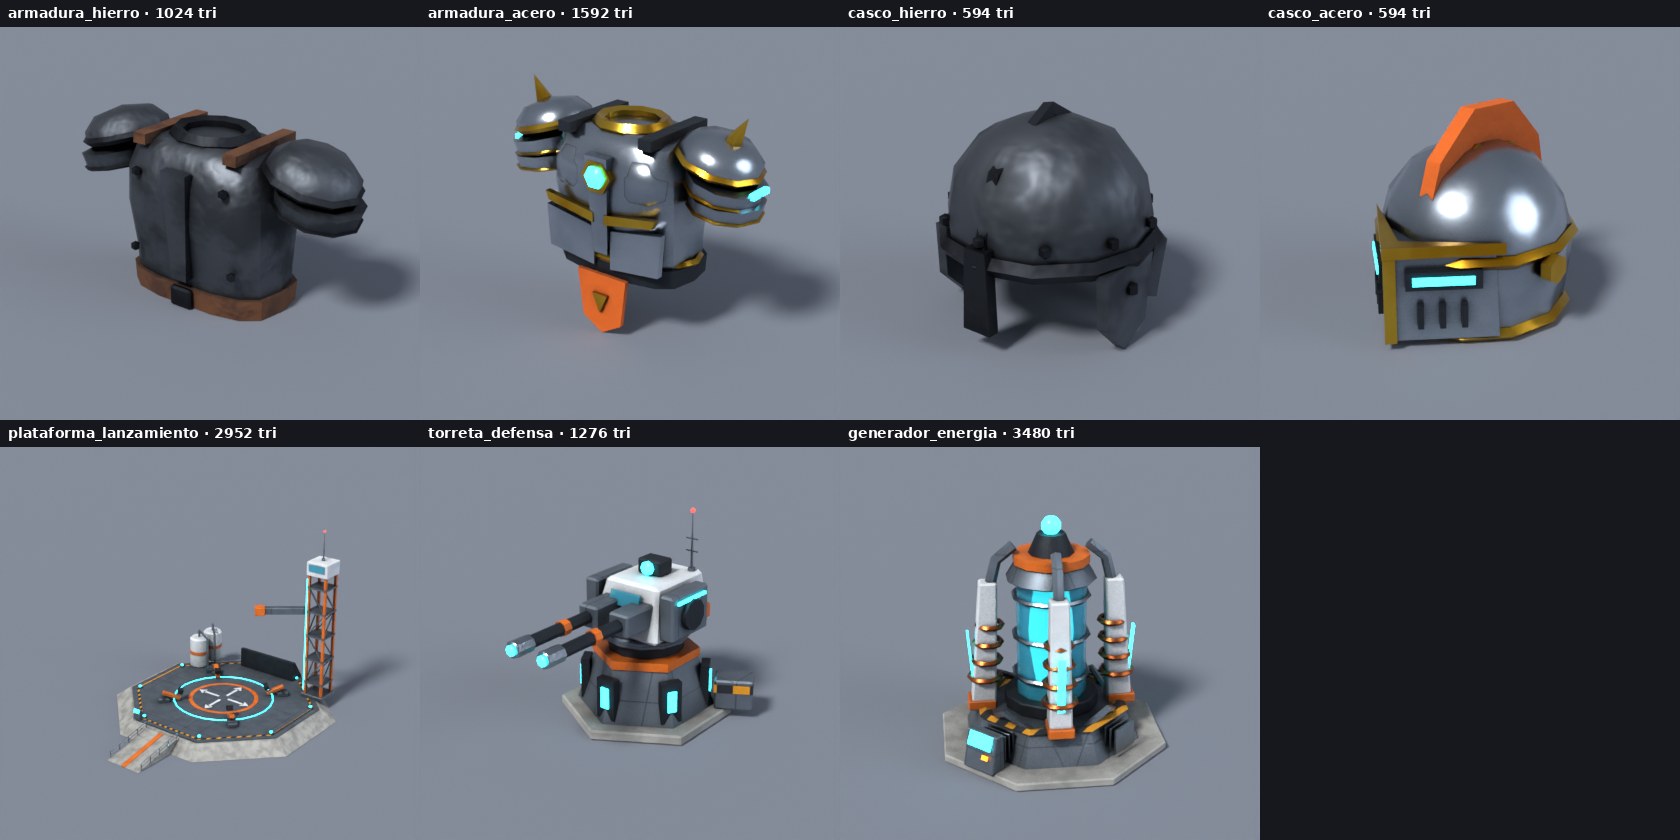 armadura_hierro · 1024 tri
armadura_acero · 1592 tri
casco_hierro · 594 tri
casco_acero · 594 tri
plataforma_lanzamiento · 2952 tri
torreta_defensa · 1276 tri
generador_energia · 3480 tri